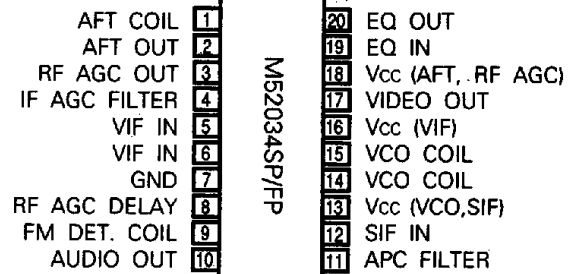 AFT COIL 1
AFT OUT 2
RF AGC OUT 3
IF AGC FILTER 4
VIF IN 5
VIF IN 6
GND 7
RF AGC DELAY 8
FM DET. COIL 9
AUDIO OUT 10
M52034SP/FP
20 EQ OUT
19 EQ IN
18 Vcc (AFT, RF AGC)
17 VIDEO OUT
16 Vcc (VIF)
15 VCO COIL
14 VCO COIL
13 Vcc (VCO,SIF)
12 SIF IN
11 APC FILTER